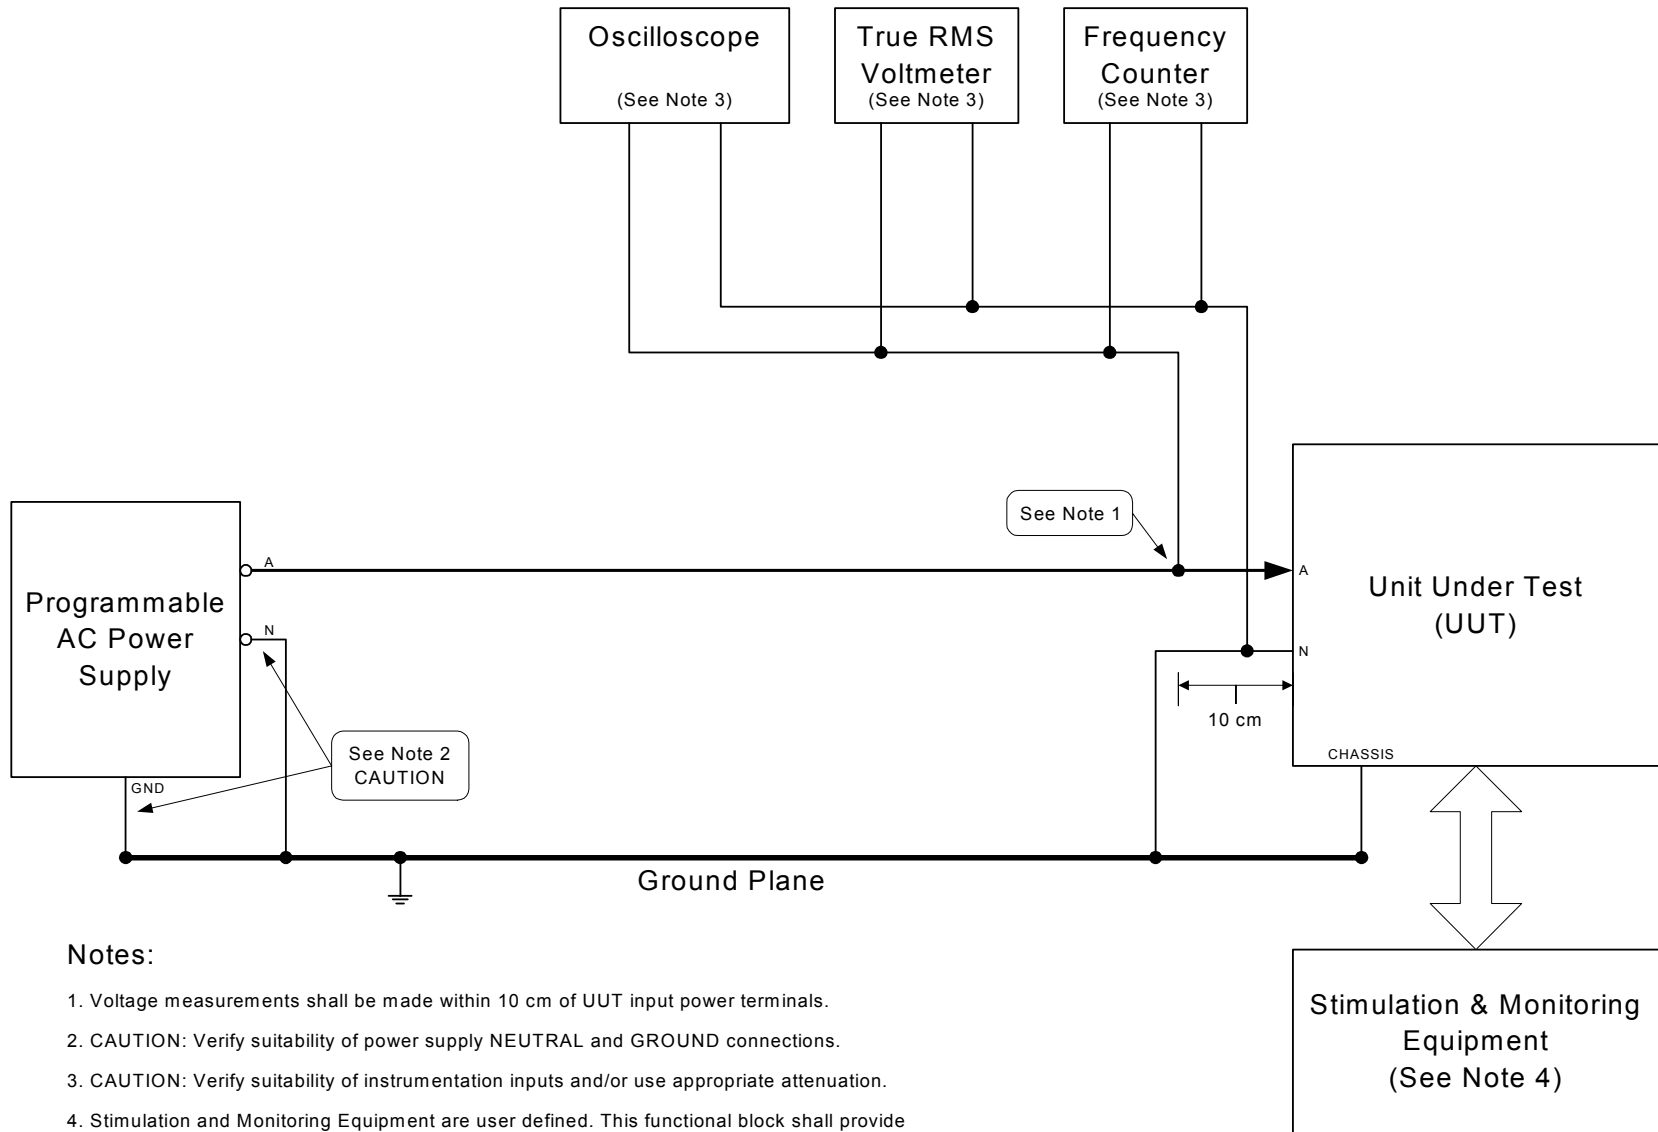 Oscilloscope
(See Note 3)
True RMS
Voltmeter
(See Note 3)
Frequency
Counter
(See Note 3)
See Note 1
Programmable
AC Power
Supply
A
N
GND
See Note 2
CAUTION
A
N
Unit Under Test
(UUT)
10 cm
CHASSIS
Ground Plane
Stimulation & Monitoring
Equipment
(See Note 4)
Notes:
1. Voltage measurements shall be made within 10 cm of UUT input power terminals.
2. CAUTION: Verify suitability of power supply NEUTRAL and GROUND connections.
3. CAUTION: Verify suitability of instrumentation inputs and/or use appropriate attenuation.
4. Stimulation and Monitoring Equipment are user defined. This functional block shall provide